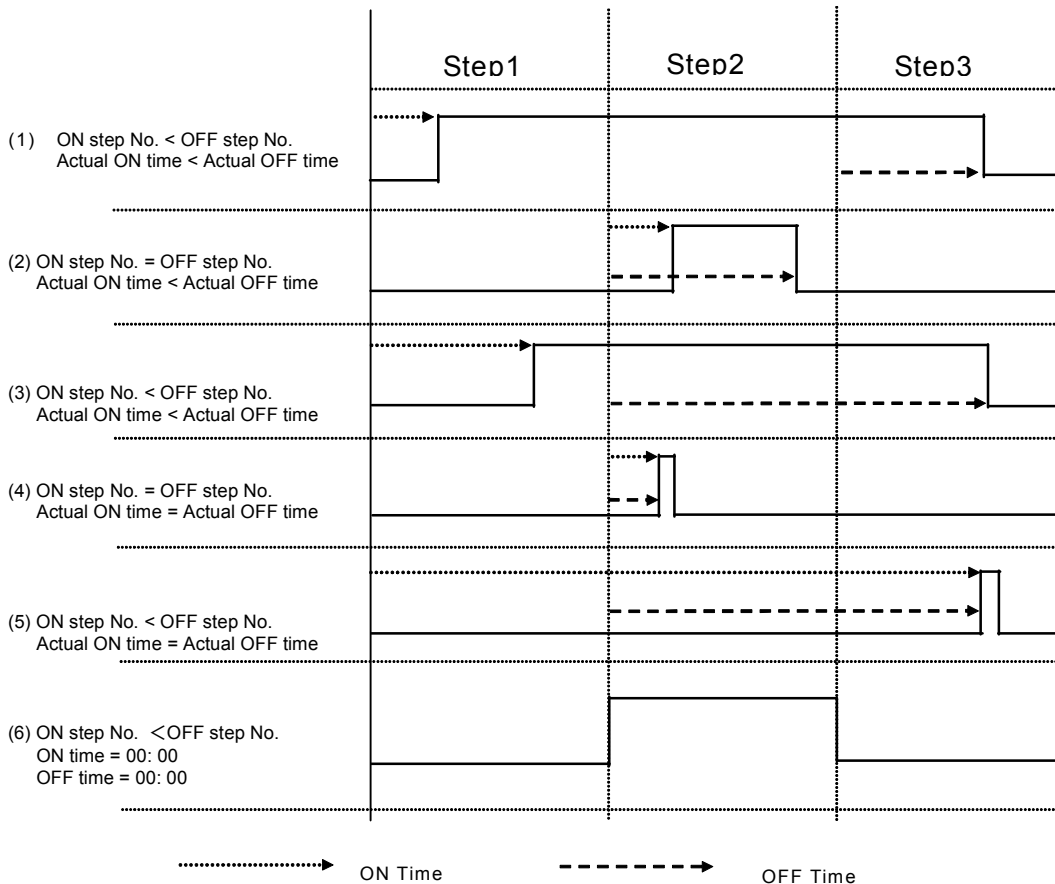 Step1 Step2 Step3
(1) ON step No. < OFF step No.
Actual ON time < Actual OFF time
(2) ON step No. = OFF step No.
Actual ON time < Actual OFF time
(3) ON step No. < OFF step No.
Actual ON time < Actual OFF time
(4) ON step No. = OFF step No.
Actual ON time = Actual OFF time
(5) ON step No. < OFF step No.
Actual ON time = Actual OFF time
(6) ON step No. ＜OFF step No.
ON time = 00: 00
OFF time = 00: 00
ON Time OFF Time